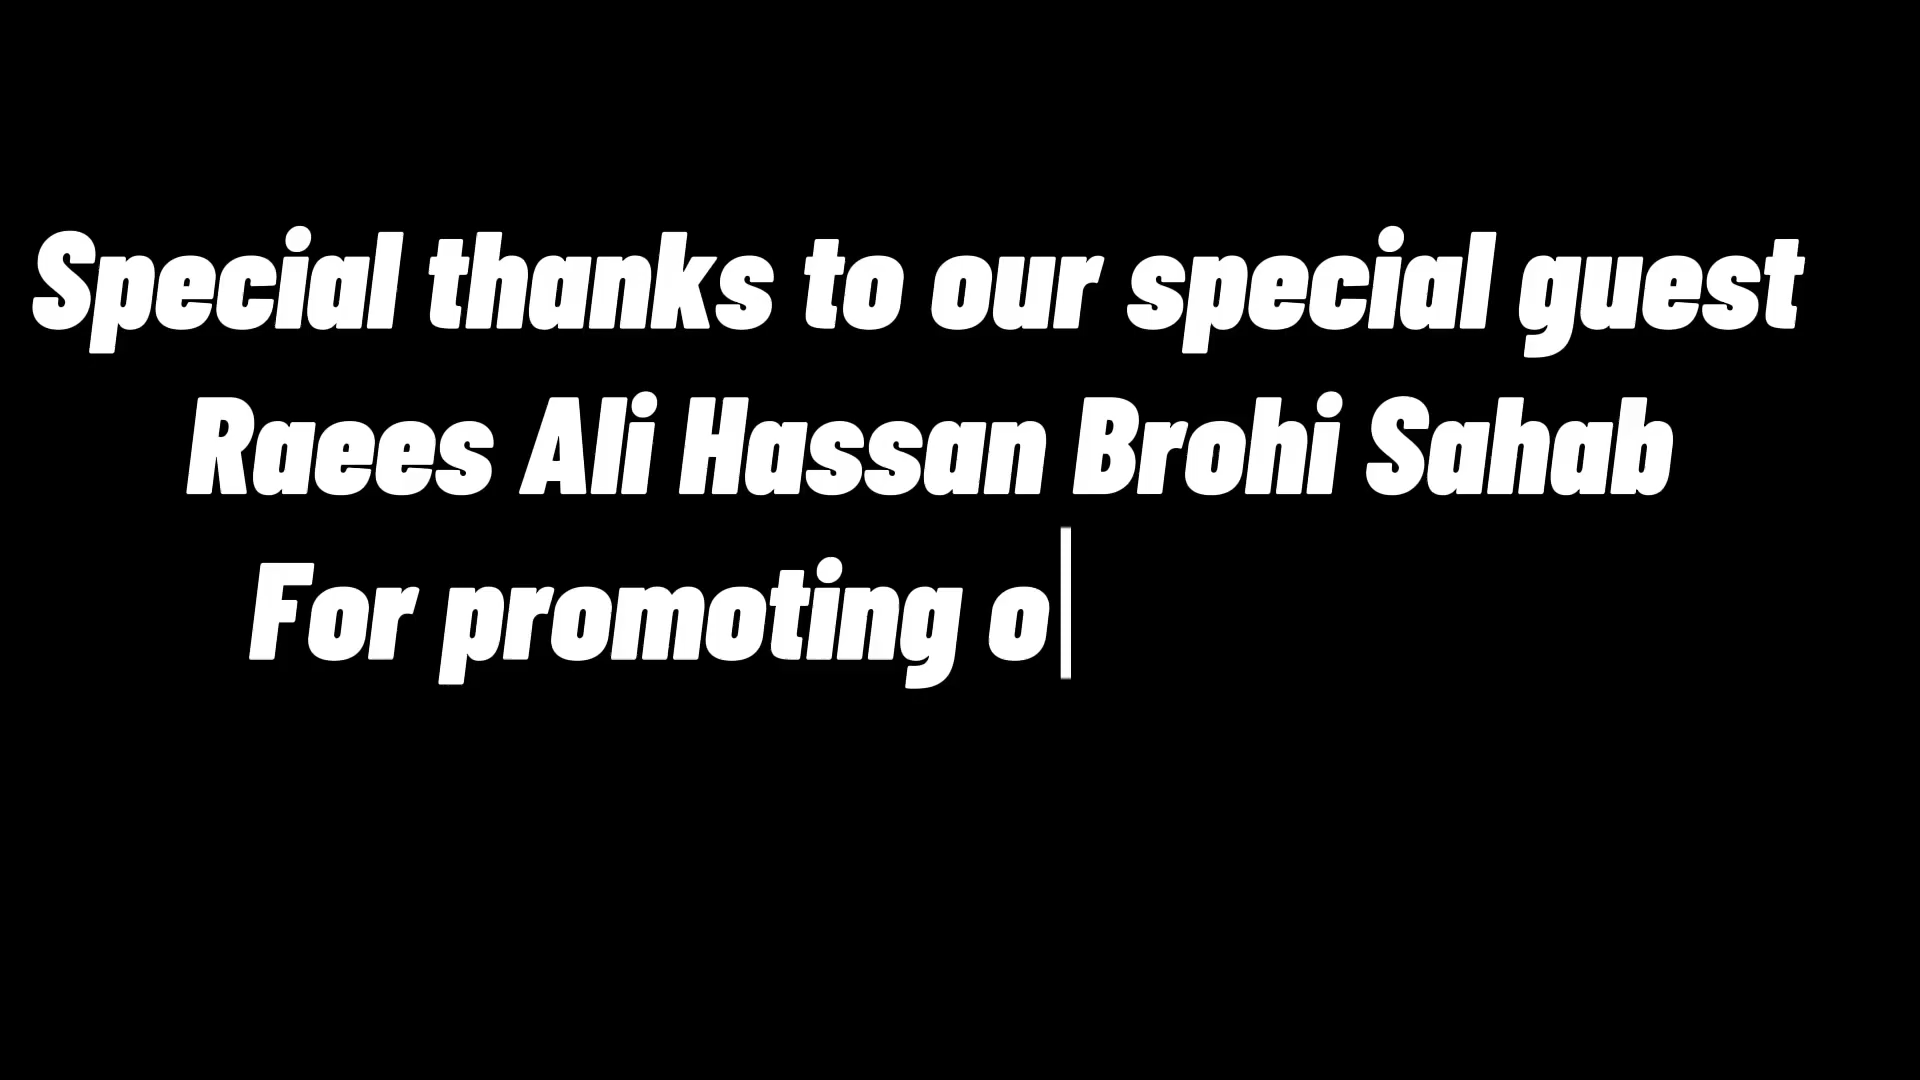 Special thanks to our special guest
Raees Ali Hassan Brohi Sahab
For promoting o